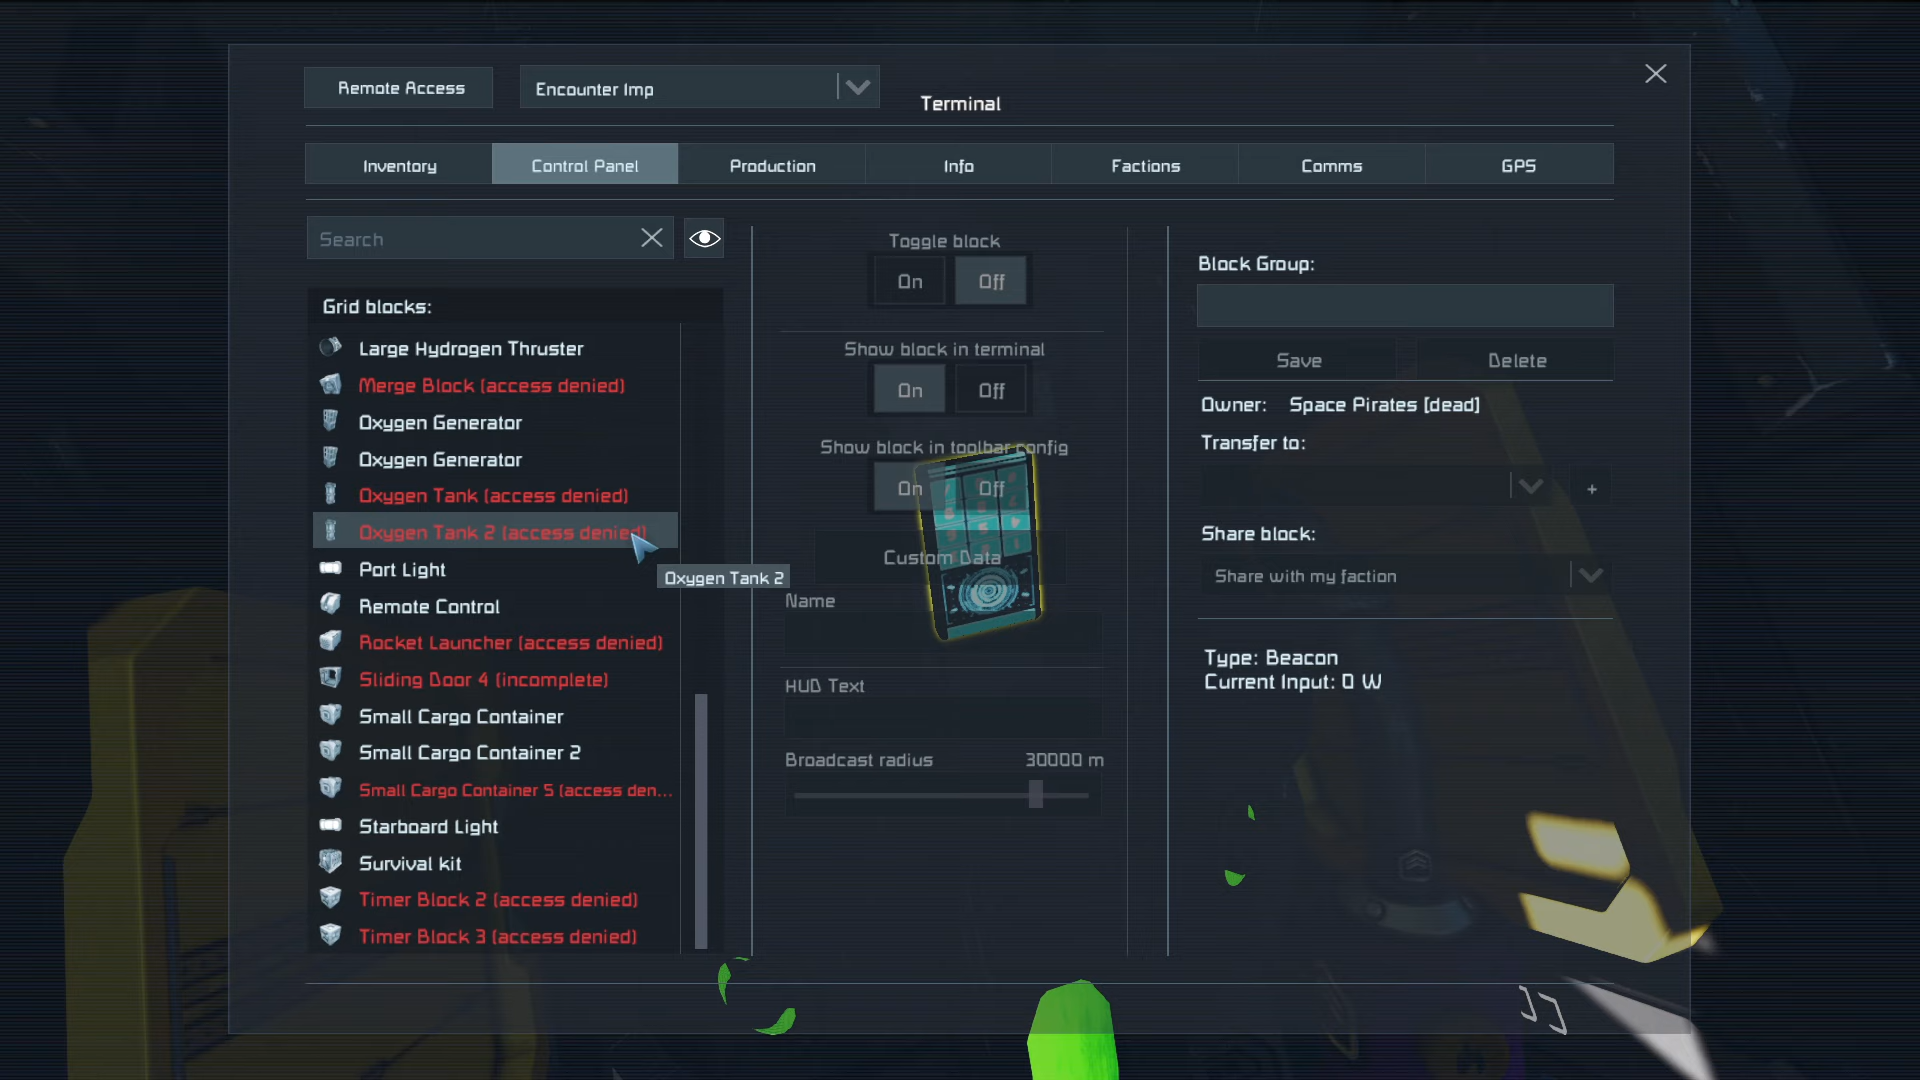 Remote Access
Encounter Imp
Terminal
Inventory
Control Panel
Production
Info
Factions
Comms
GPS
Search
Grid blocks:
Large Hydrogen Thruster
Merge Block (access denied)
Oxygen Generator
Oxygen Generator
Oxygen Tank (access denied)
Oxygen Tank 2 (access denied)
Oxygen Tank 2
Port Light
Remote Control
Rocket Launcher (access denied)
Sliding Door 4 (incomplete)
Small Cargo Container
Small Cargo Container 2
Small Cargo Container 5 (access den...
Starboard Light
Survival kit
Timer Block 2 (access denied)
Timer Block 3 (access denied)
Toggle block
On Off
Show block in terminal
On Off
Show block in toolbar config
On Off
Custom Data
Name
HUD Text
Broadcast radius 30000 m
Block Group:
Save Delete
Owner: Space Pirates [dead]
Transfer to:
+
Share block:
Share with my faction
Type: Beacon
Current Input: 0 W